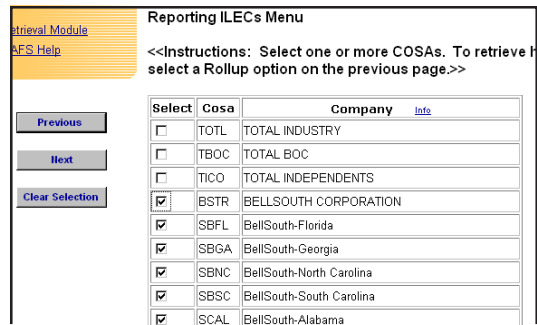 etrieval Module
AFS Help
Previous
Next
Clear Selection
Reporting ILECs Menu
<<Instructions: Select one or more COSAs. To retrieve
select a Rollup option on the previous page.>>
Select Cosa Company Info
TOTL TOTAL INDUSTRY
TBOC TOTAL BOC
TICO TOTAL INDEPENDENTS
BSTR BELLSOUTH CORPORATION
SBFL BellSouth-Florida
SBGA BellSouth-Georgia
SBNC BellSouth-North Carolina
SBSC BellSouth-South Carolina
SCAL BellSouth-Alabama